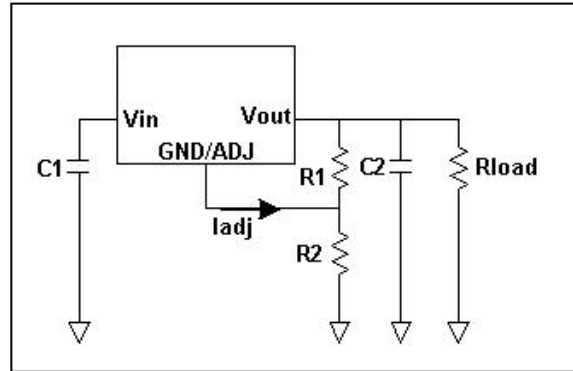 Vin
Vout
GND/ADJ
C1
R1
C2
Rload
Iadj
R2